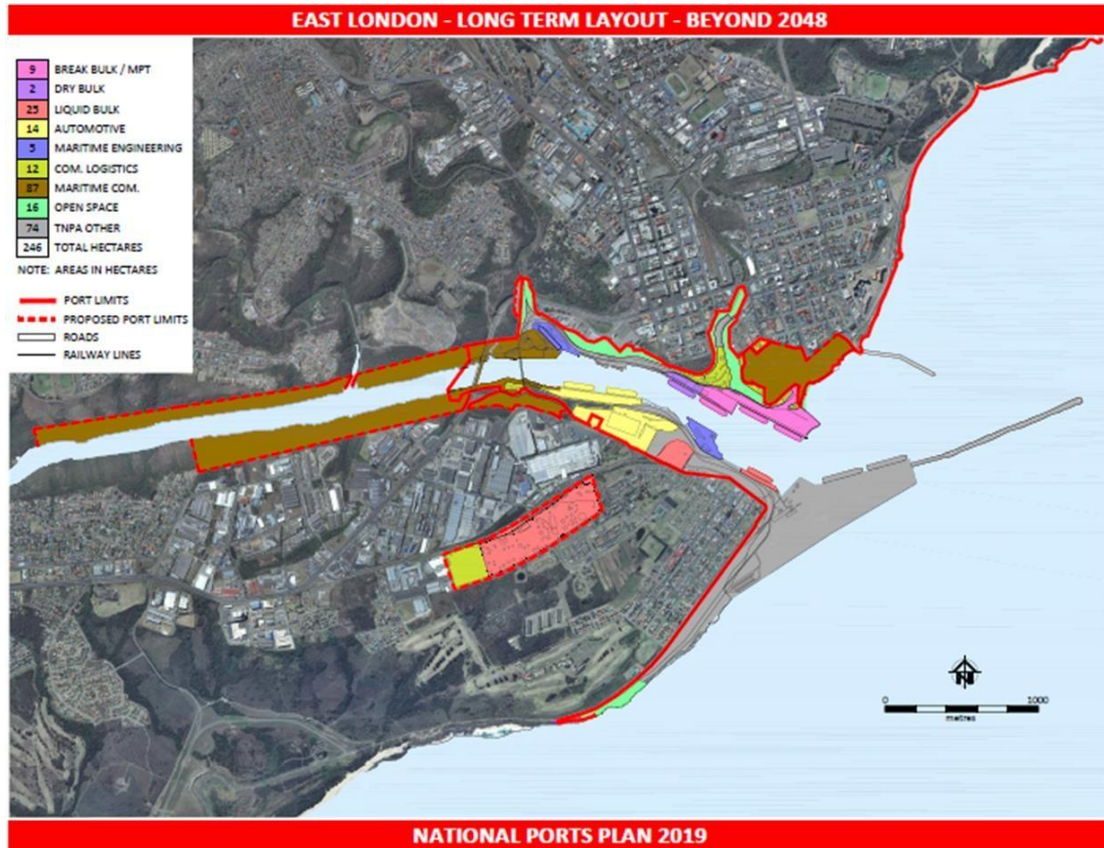 EAST LONDON - LONG TERM LAYOUT - BEYOND 2048
9 BREAK BULK / MPT
2 DRY BULK
25 LIQUID BULK
14 AUTOMOTIVE
5 MARITIME ENGINEERING
12 COM. LOGISTICS
87 MARITIME COM.
16 OPEN SPACE
74 TNPA OTHER
246 TOTAL HECTARES
NOTE: AREAS IN HECTARES
PORT LIMITS
PROPOSED PORT LIMITS
ROADS
RAILWAY LINES
N
0 1000
metres
NATIONAL PORTS PLAN 2019